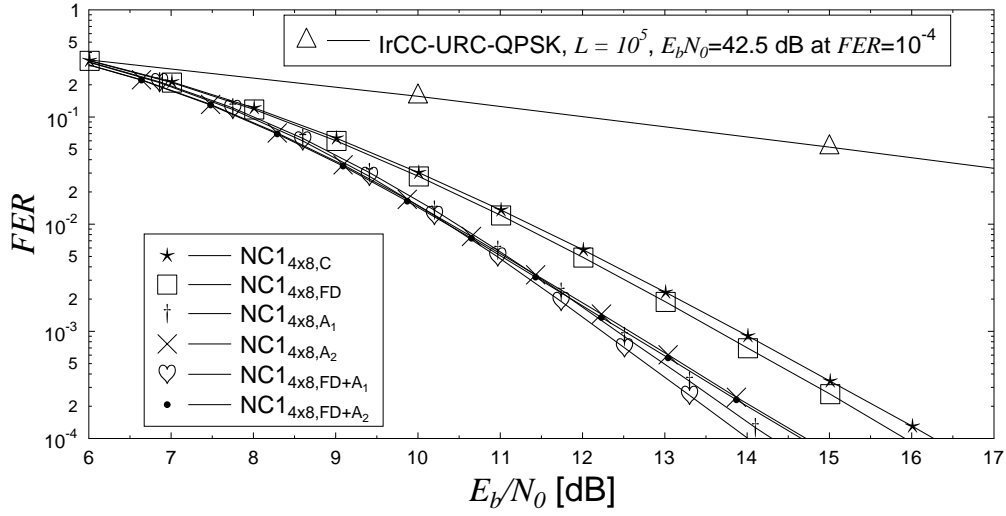 IrCC-URC-QPSK, L = 10^5, E_bN_0=42.5 dB at FER=10^-4
1
5
2
10^-1
5
2
10^-2
5
2
10^-3
5
2
10^-4
FER
NC1_4x8,C
NC1_4x8,FD
NC1_4x8,A_1
NC1_4x8,A_2
NC1_4x8,FD+A_1
NC1_4x8,FD+A_2
6 7 8 9 10 11 12 13 14 15 16 17
E_b/N_0 [dB]